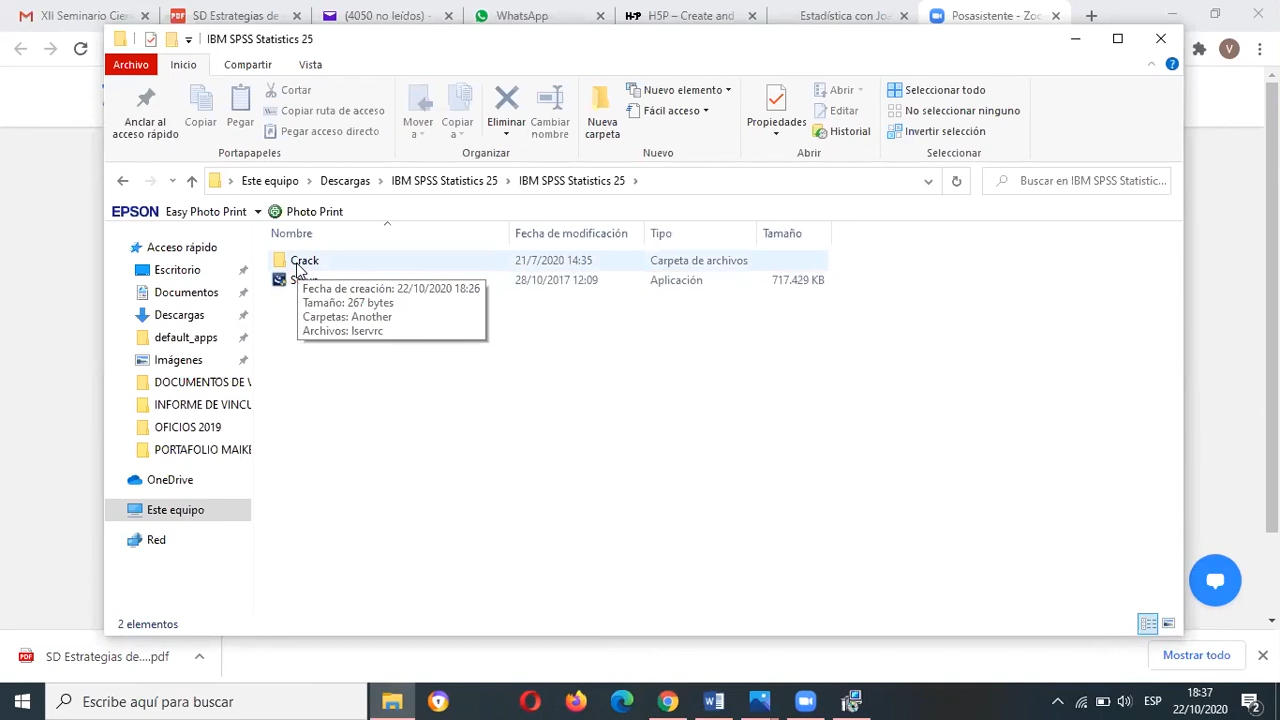 XII Seminario Cien
SD Estrategias de
(4050 no leídos)
WhatsApp
H5P – Create and
Estadística con Jo
Posasistente - Zoo
V
IBM SPSS Statistics 25
Archivo Inicio Compartir Vista
Anclar al acceso rápido
Copiar
Pegar
Cortar
Copiar ruta de acceso
Pegar acceso directo
Portapapeles
Mover a
Copiar a
Eliminar
Cambiar nombre
Organizar
Nueva carpeta
Nuevo elemento
Fácil acceso
Nuevo
Propiedades
Abrir
Editar
Historial
Abrir
Seleccionar todo
No seleccionar ninguno
Invertir selección
Seleccionar
Este equipo > Descargas > IBM SPSS Statistics 25 > IBM SPSS Statistics 25 >
Buscar en IBM SPSS Statistic...
EPSON Easy Photo Print Photo Print
Nombre Fecha de modificación Tipo Tamaño
Crack 21/7/2020 14:35 Carpeta de archivos
28/10/2017 12:09 Aplicación 717.429 KB
Fecha de creación: 22/10/2020 18:26
Tamaño: 267 bytes
Carpetas: Another
Archivos: lservrc
Acceso rápido
Escritorio
Documentos
Descargas
default_apps
Imágenes
DOCUMENTOS DE V
INFORME DE VINCU
OFICIOS 2019
PORTAFOLIO MAIKE
OneDrive
Este equipo
Red
2 elementos
SD Estrategias de....pdf
Mostrar todo
Escribe aquí para buscar
ESP
18:37
22/10/2020
2